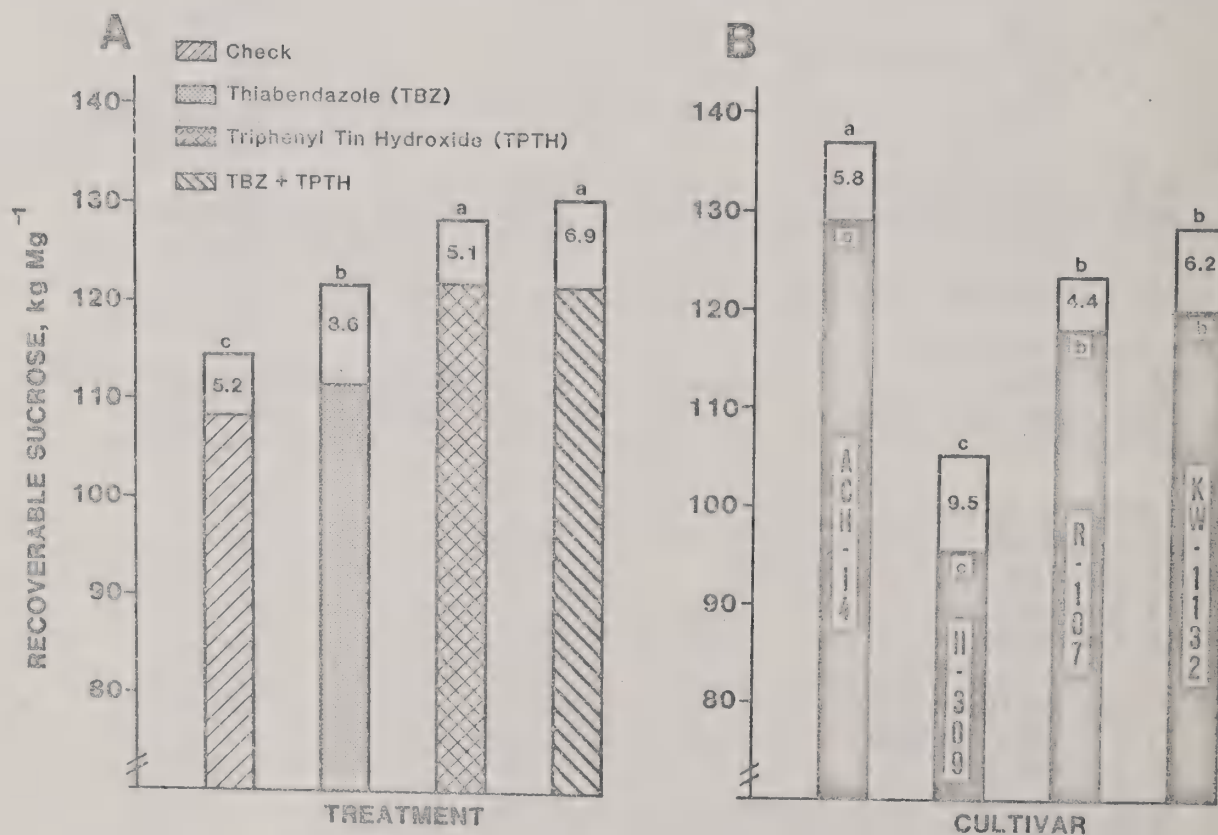 A
Check
Thiabendazole (TBZ)
Triphenyl Tin Hydroxide (TPTH)
TBZ + TPTH
RECOVERABLE SUCROSE, kg Mg⁻¹
140
130
120
110
100
90
80
c
5.2
b
a
5.1
a
6.9
TREATMENT
B
140
130
120
110
100
90
80
a
5.8
a
ACH-14
c
9.5
c
H-309
b
4.4
b
R-107
b
6.2
b
KW-1132
CULTIVAR